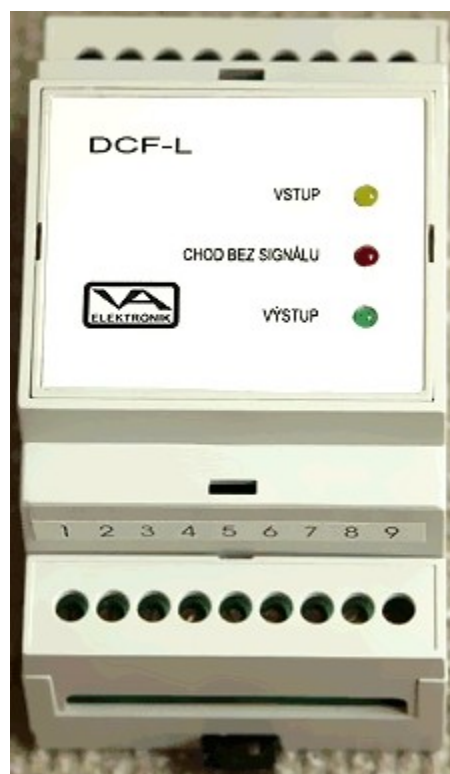 DCF-L
VSTUP
CHOD BEZ SIGNÁLU
VA
ELEKTRONIK
VÝSTUP
1 2 3 4 5 6 7 8 9